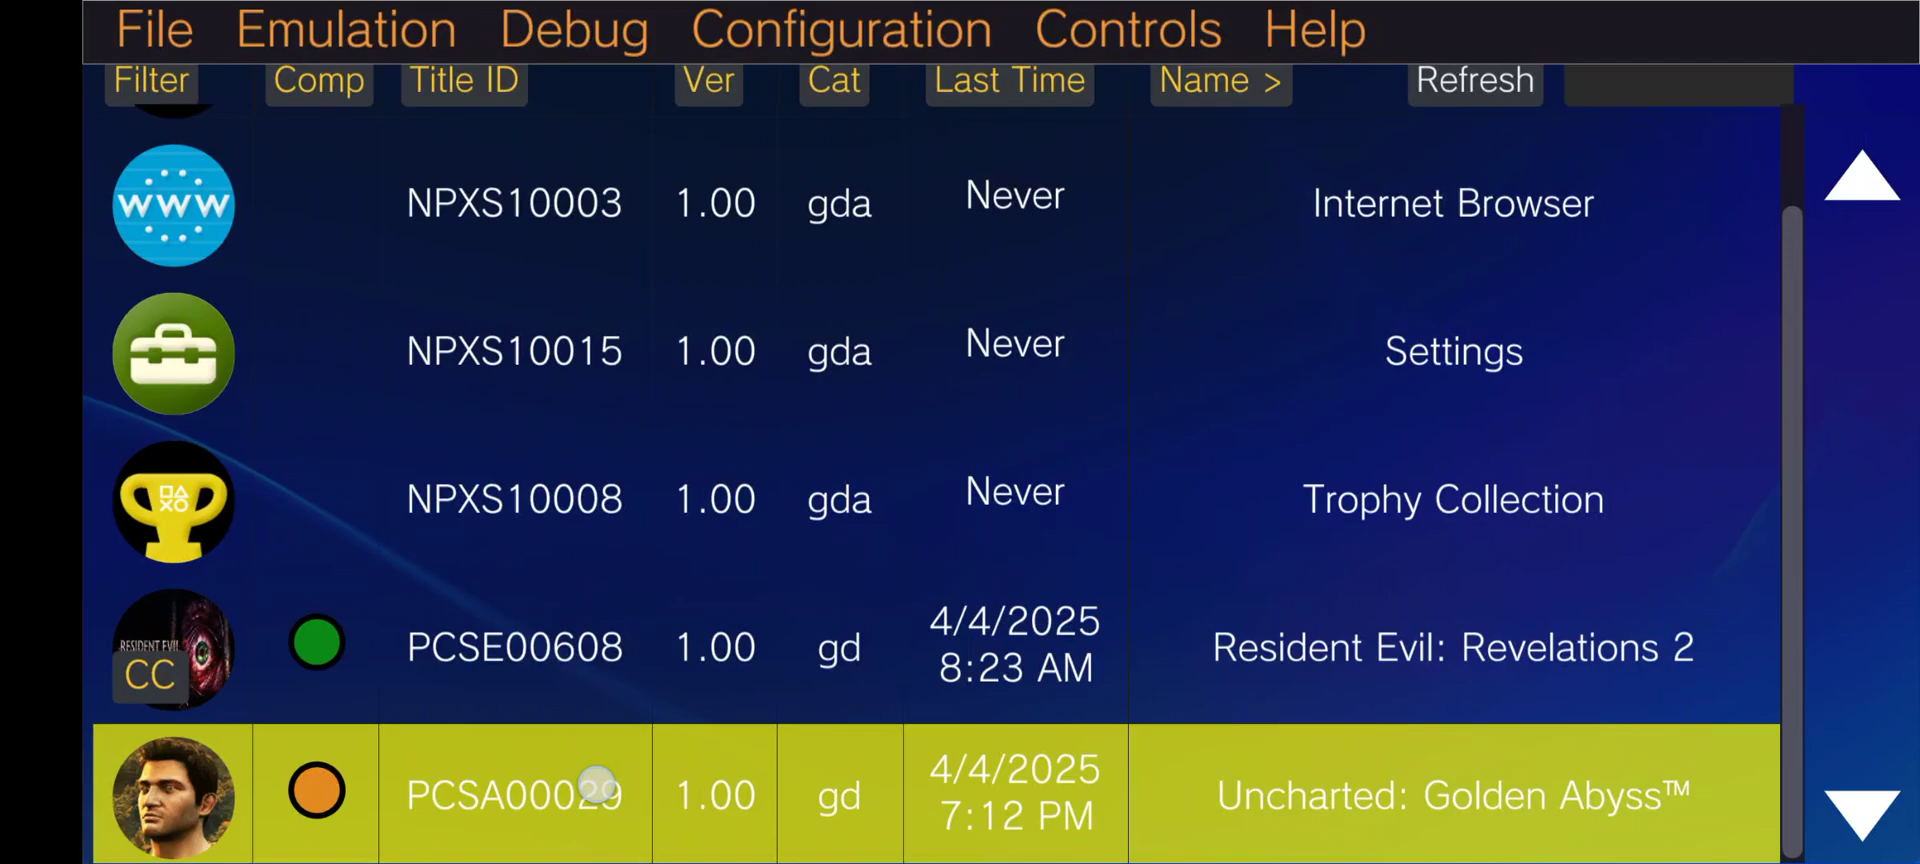 File Emulation Debug Configuration Controls Help
Filter Comp Title ID Ver Cat Last Time Name > Refresh
WWW NPXS10003 1.00 gda Never Internet Browser
NPXS10015 1.00 gda Never Settings
NPXS10008 1.00 gda Never Trophy Collection
RESIDENT EVIL
CC PCSE00608 1.00 gd 4/4/2025 8:23 AM Resident Evil: Revelations 2
PCSA00029 1.00 gd 4/4/2025 7:12 PM Uncharted: Golden Abyss™